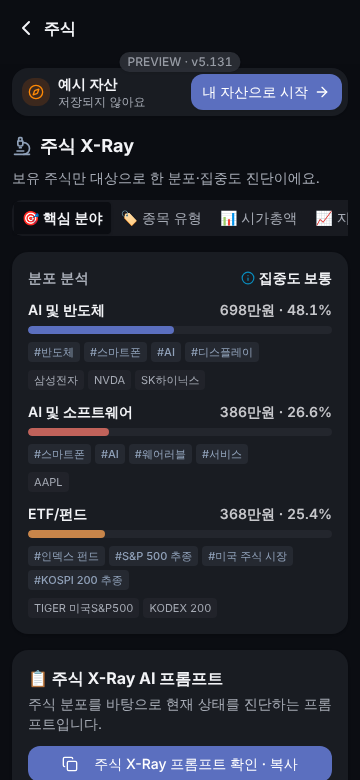 주식
PREVIEW · v5.131
예시 자산
저장되지 않아요
내 자산으로 시작 →
주식 X-Ray
보유 주식만 대상으로 한 분포·집중도 진단이에요.
🎯 핵심 분야 🏷️ 종목 유형 📊 시가총액 📈
분포 분석
집중도 보통
AI 및 반도체 698만원 · 48.1%
#반도체 #스마트폰 #AI #디스플레이
삼성전자 NVDA SK하이닉스
AI 및 소프트웨어 386만원 · 26.6%
#스마트폰 #AI #웨어러블 #서비스
AAPL
ETF/펀드 368만원 · 25.4%
#인덱스 펀드 #S&P 500 추종 #미국 주식 시장
#KOSPI 200 추종
TIGER 미국S&P500 KODEX 200
📋 주식 X-Ray AI 프롬프트
주식 분포를 바탕으로 현재 상태를 진단하는 프롬
프트입니다.
주식 X-Ray 프롬프트 확인 · 복사